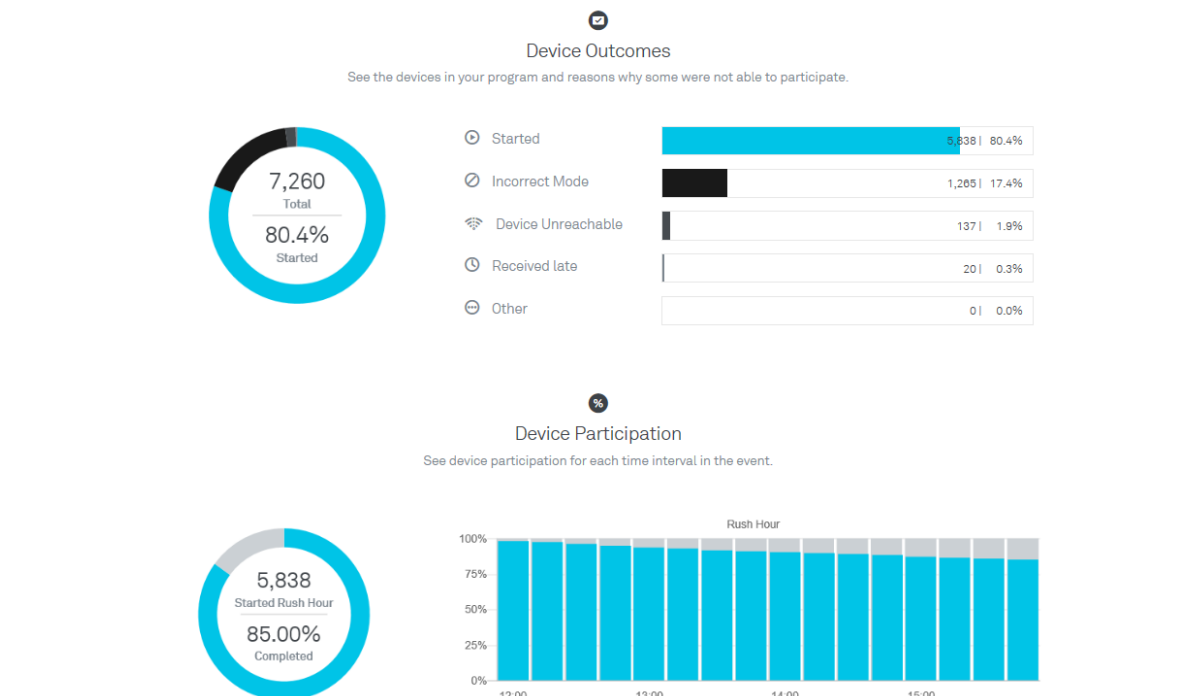 Device Outcomes
See the devices in your program and reasons why some were not able to participate.
7,260
Total
80.4%
Started
Started 5,838 | 80.4%
Incorrect Mode 1,265 | 17.4%
Device Unreachable 137 | 1.9%
Received late 20 | 0.3%
Other 0 | 0.0%
%
Device Participation
See device participation for each time interval in the event.
5,838
Started Rush Hour
85.00%
Completed
Rush Hour
100%
75%
50%
25%
0%
12:00 13:00 14:00 15:00